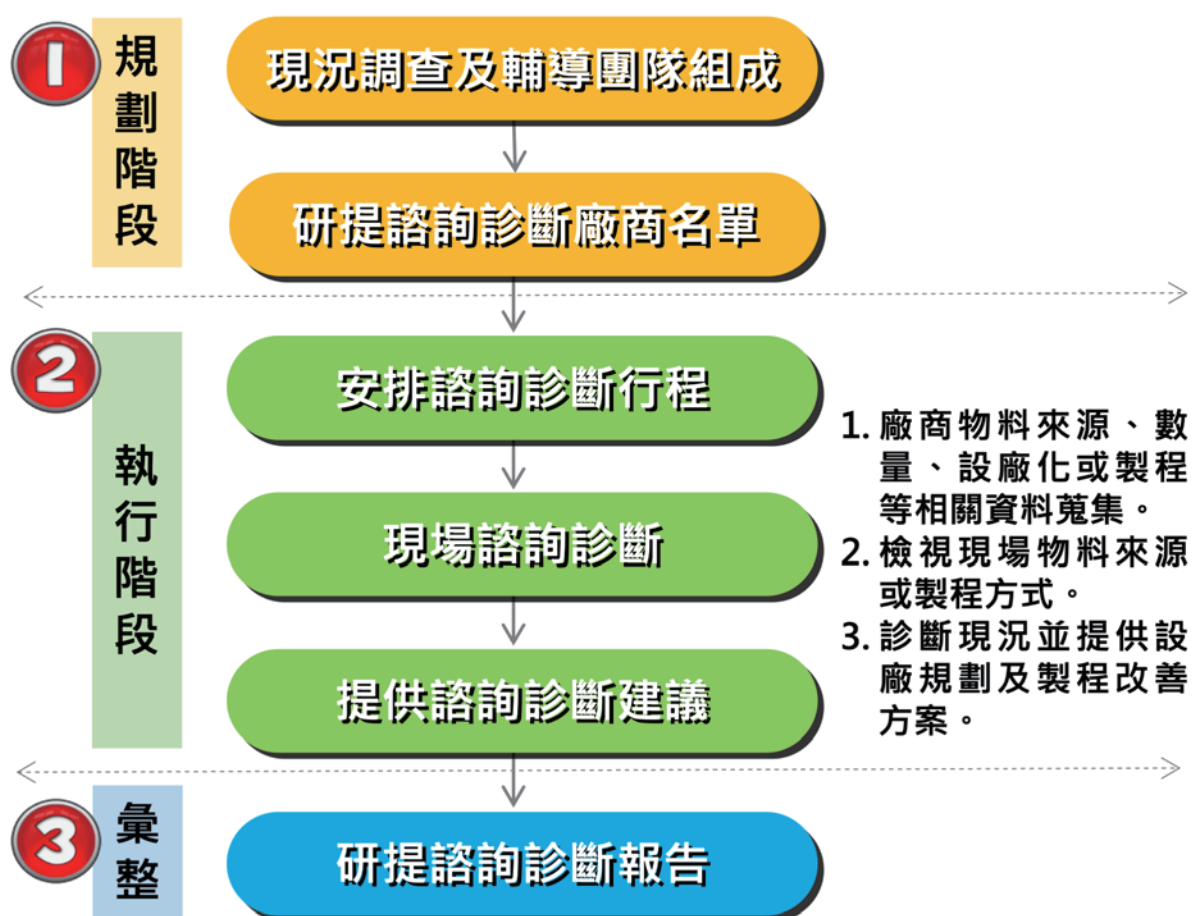 1
規劃階段
現況調查及輔導團隊組成
研提諮詢診斷廠商名單
2
執行階段
安排諮詢診斷行程
現場諮詢診斷
提供諮詢診斷建議
1. 廠商物料來源、數
量、設廠化或製程
等相關資料蒐集。
2. 檢視現場物料來源
或製程方式。
3. 診斷現況並提供設
廠規劃及製程改善
方案。
3
彙整
研提諮詢診斷報告